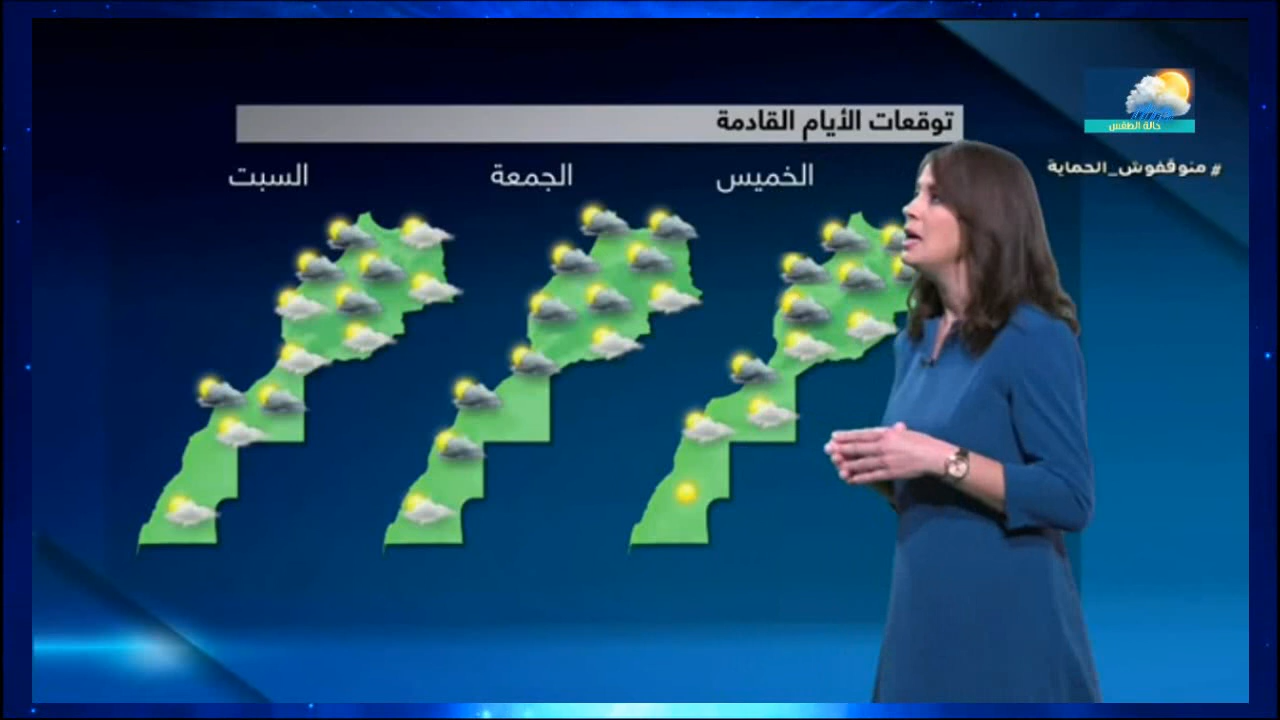 توقعات الأيام القادمة
الخميس
الجمعة
السبت
حالة الطقس
# منوقفوش_الحماية